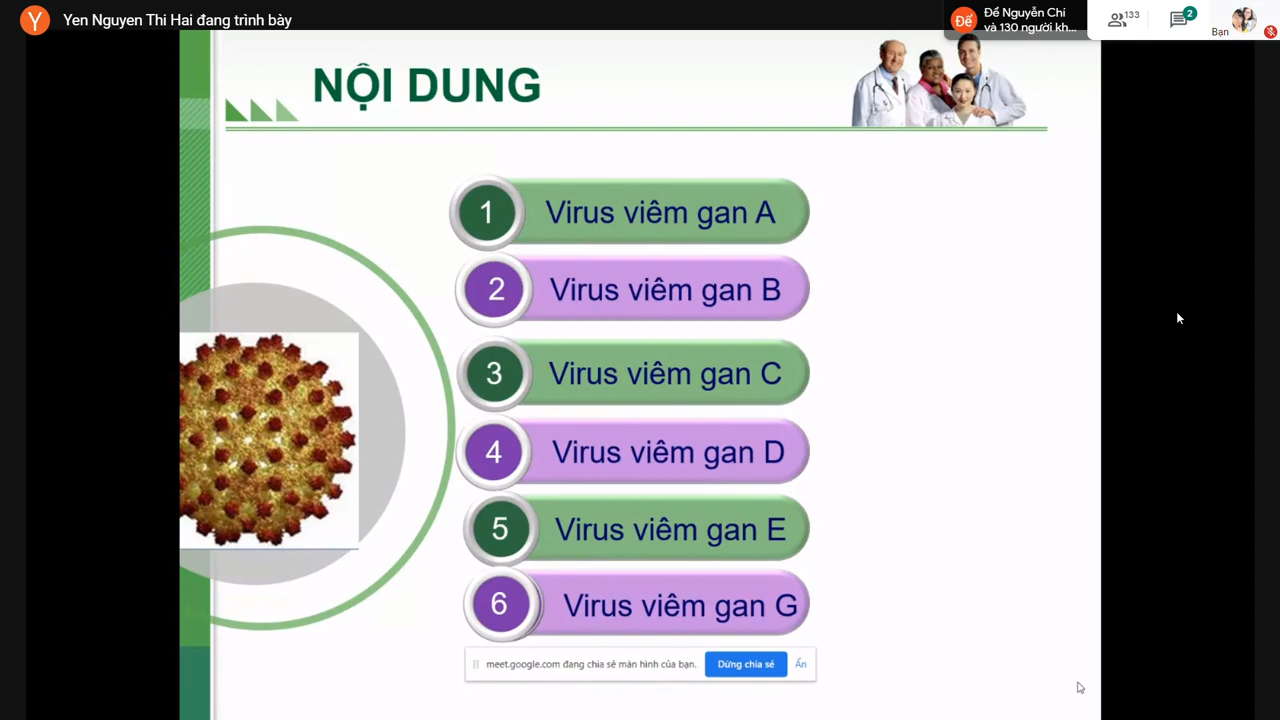 Y
Yen Nguyen Thi Hai đang trình bày
Để
Để Nguyễn Chí
và 130 người kh...
133
2
Bạn
NỘI DUNG
1
Virus viêm gan A
2
Virus viêm gan B
3
Virus viêm gan C
4
Virus viêm gan D
5
Virus viêm gan E
6
Virus viêm gan G
meet.google.com đang chia sẻ màn hình của bạn.
Dừng chia sẻ
Ẩn